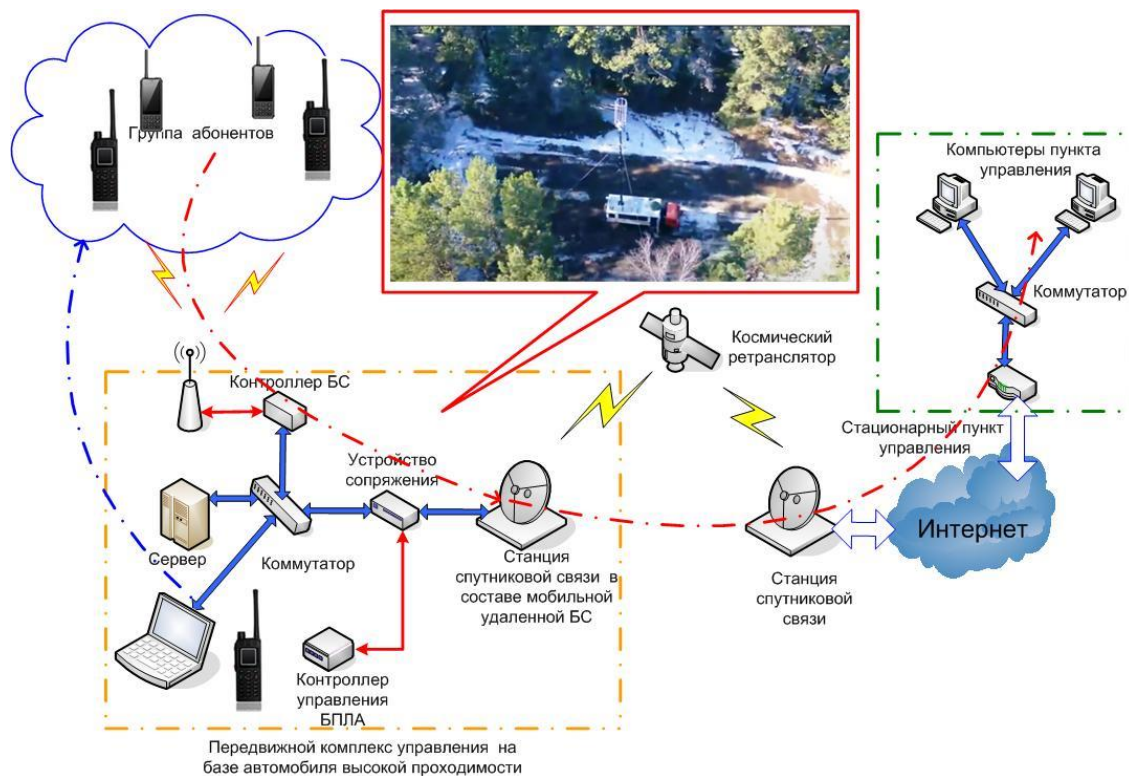 Группа абонентов
Компьютеры пункта
управления
Коммутатор
Космический
ретранслятор
Контроллер БС
Стационарный пункт
управления
Устройство
сопряжения
Интернет
Сервер
Коммутатор
Станция
спутниковой связи в
составе мобильной
удаленной БС
Станция
спутниковой
связи
Контроллер
управления
БПЛА
Передвижной комплекс управления на
базе автомобиля высокой проходимости